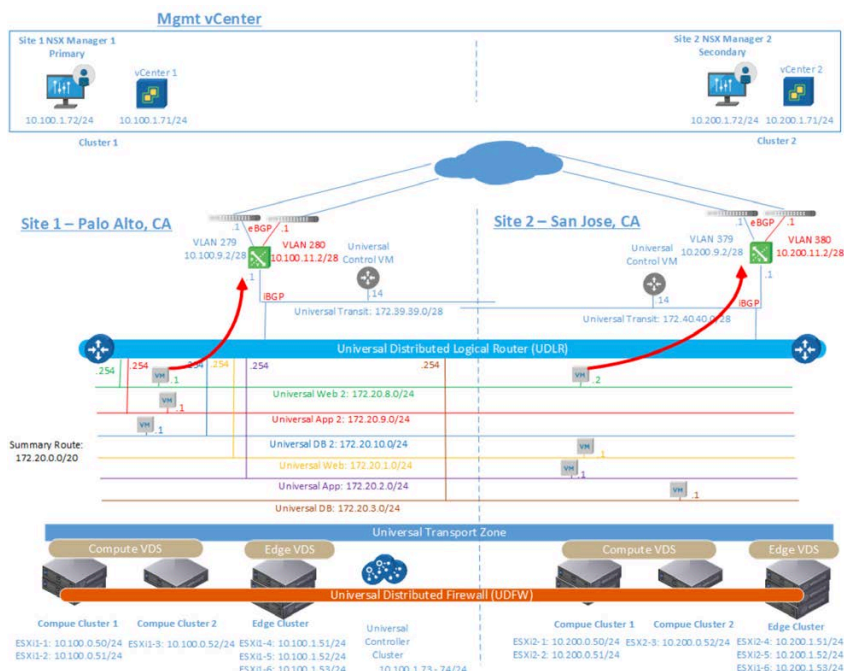 Mgmt vCenter
Site 1 NSX Manager 1
Primary
vCenter 1
10.100.1.72/24
10.100.1.71/24
Cluster 1
Site 2 NSX Manager 2
Secondary
vCenter 2
10.200.1.72/24
10.200.1.71/24
Cluster 2
Site 1 – Palo Alto, CA
.1
eBGP
.1
VLAN 279
10.100.9.2/28
VLAN 280
10.100.11.2/28
.1
Universal
Control VM
.14
iBGP
Universal Transit: 172.39.39.0/28
Site 2 – San Jose, CA
.1
eBGP
.1
VLAN 379
10.200.9.2/28
VLAN 380
10.200.11.2/28
.1
Universal
Control VM
.14
iBGP
Universal Transit: 172.40.40.0/28
Universal Distributed Logical Router (UDLR)
.254
.254
.254
.254
.254
.254
VM
.1
VM
.2
Universal Web 2: 172.20.8.0/24
VM
.1
Universal App 2: 172.20.9.0/24
VM
.1
Universal DB 2: 172.20.10.0/24
Summary Route:
172.20.0.0/20
VM
.1
Universal Web: 172.20.1.0/24
VM
.1
Universal App: 172.20.2.0/24
VM
.1
Universal DB: 172.20.3.0/24
Universal Transport Zone
Compute VDS
Edge VDS
Compute VDS
Edge VDS
Universal Distributed Firewall (UDFW)
Compue Cluster 1
ESXi1-1: 10.100.0.50/24
ESXi1-2: 10.100.0.51/24
Compue Cluster 2
ESXi1-3: 10.100.0.52/24
Edge Cluster
ESXi1-4: 10.100.1.51/24
ESXi1-5: 10.100.1.52/24
ESXi1-6: 10.100.1.53/24
Universal
Controller
Cluster
10.100.1.73 - 74/24
Compue Cluster 1
ESXi2-1: 10.200.0.50/24
ESXi2-2: 10.200.0.51/24
Compue Cluster 2
ESX2-3: 10.200.0.52/24
Edge Cluster
ESXi2-4: 10.200.1.51/24
ESXi2-5: 10.200.1.52/24
ESXi2-6: 10.200.1.53/24